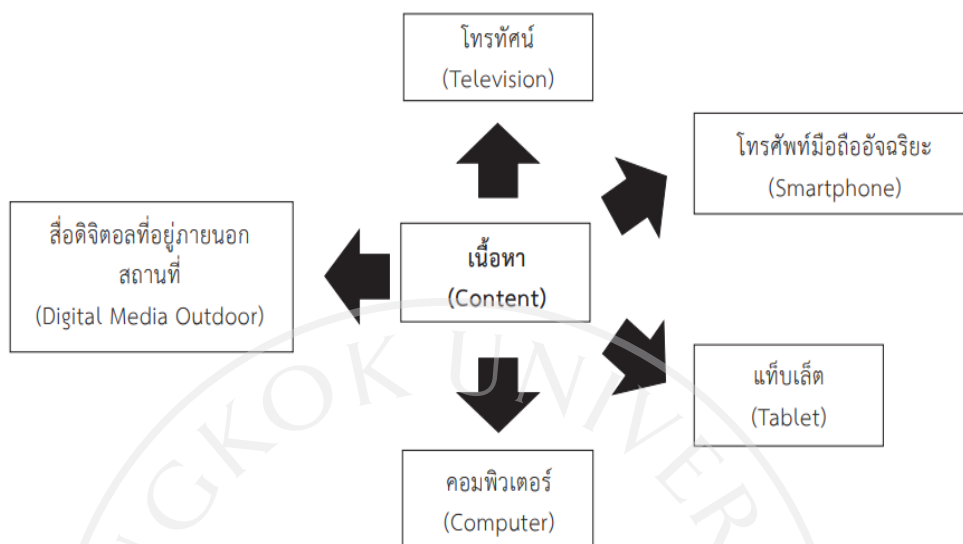 โทรทัศน์
(Television)
โทรศัพท์มือถืออัจฉริยะ
(Smartphone)
สื่อดิจิตอลที่อยู่ภายนอก
สถานที่
(Digital Media Outdoor)
เนื้อหา
(Content)
แท็บเล็ต
(Tablet)
คอมพิวเตอร์
(Computer)
GKOK UNIVER